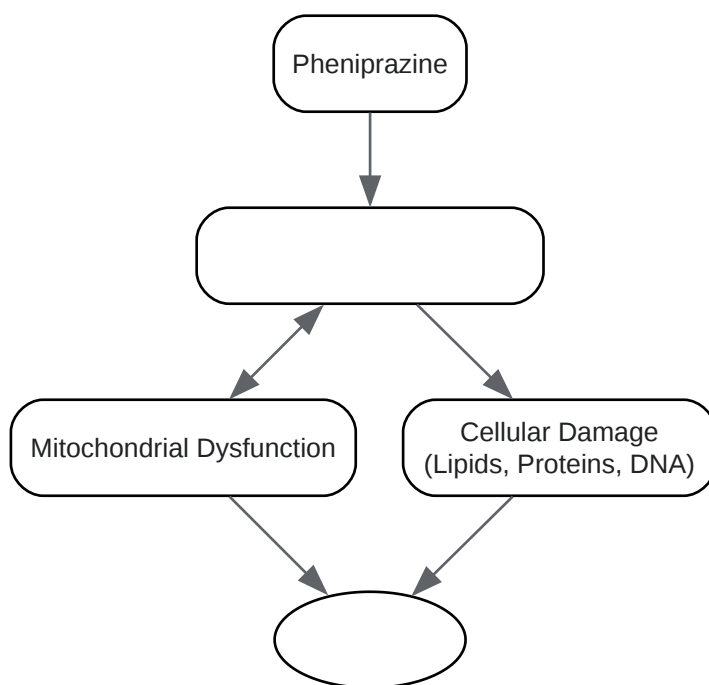 Pheniprazine
Mitochondrial Dysfunction
Cellular Damage
(Lipids, Proteins, DNA)